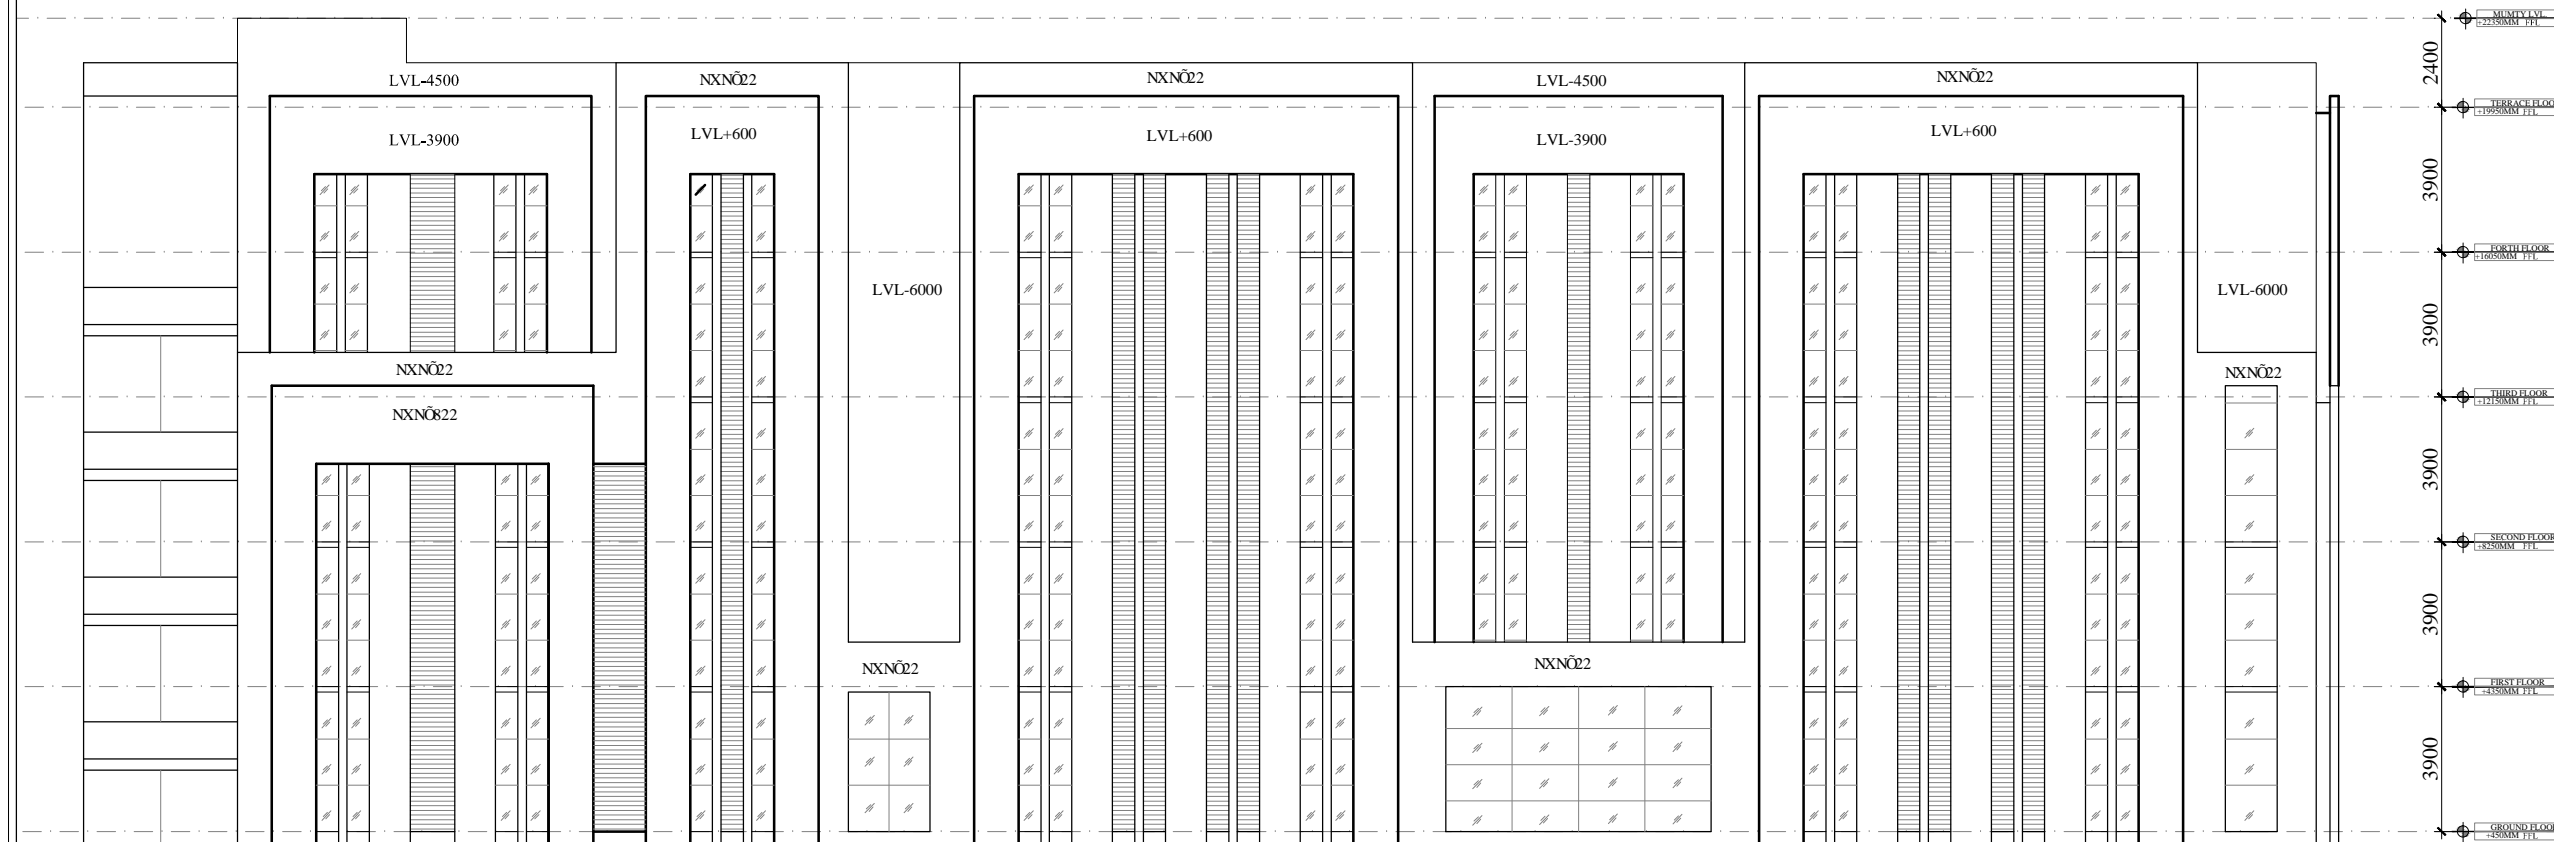 MUMTY LVL.
+22350MM FFL
LVL-4500
NXNÕ22
NXNÕ22
LVL-4500
NXNÕ22
2400
TERRACE FLOO
+19950MM FFL
LVL-3900
LVL+600
LVL+600
LVL-3900
LVL+600
3900
FORTH FLOOR
+16050MM FFL
LVL-6000
LVL-6000
3900
NXNÕ22
NXNÕ22
THIRD FLOOR
+12150MM FFL
NXNÕ822
3900
SECOND FLOOR
+8250MM FFL
3900
NXNÕ22
NXNÕ22
FIRST FLOOR
+4350MM FFL
3900
GROUND FLOO
+450MM FFL